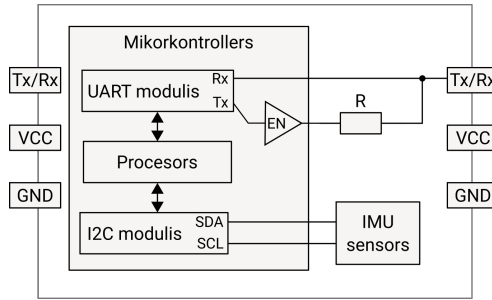 Mikorkontrollers
Tx/Rx
UART modulis
Rx
Tx
EN
R
Tx/Rx
VCC
Procesors
VCC
GND
I2C modulis
SDA
SCL
IMU
sensors
GND